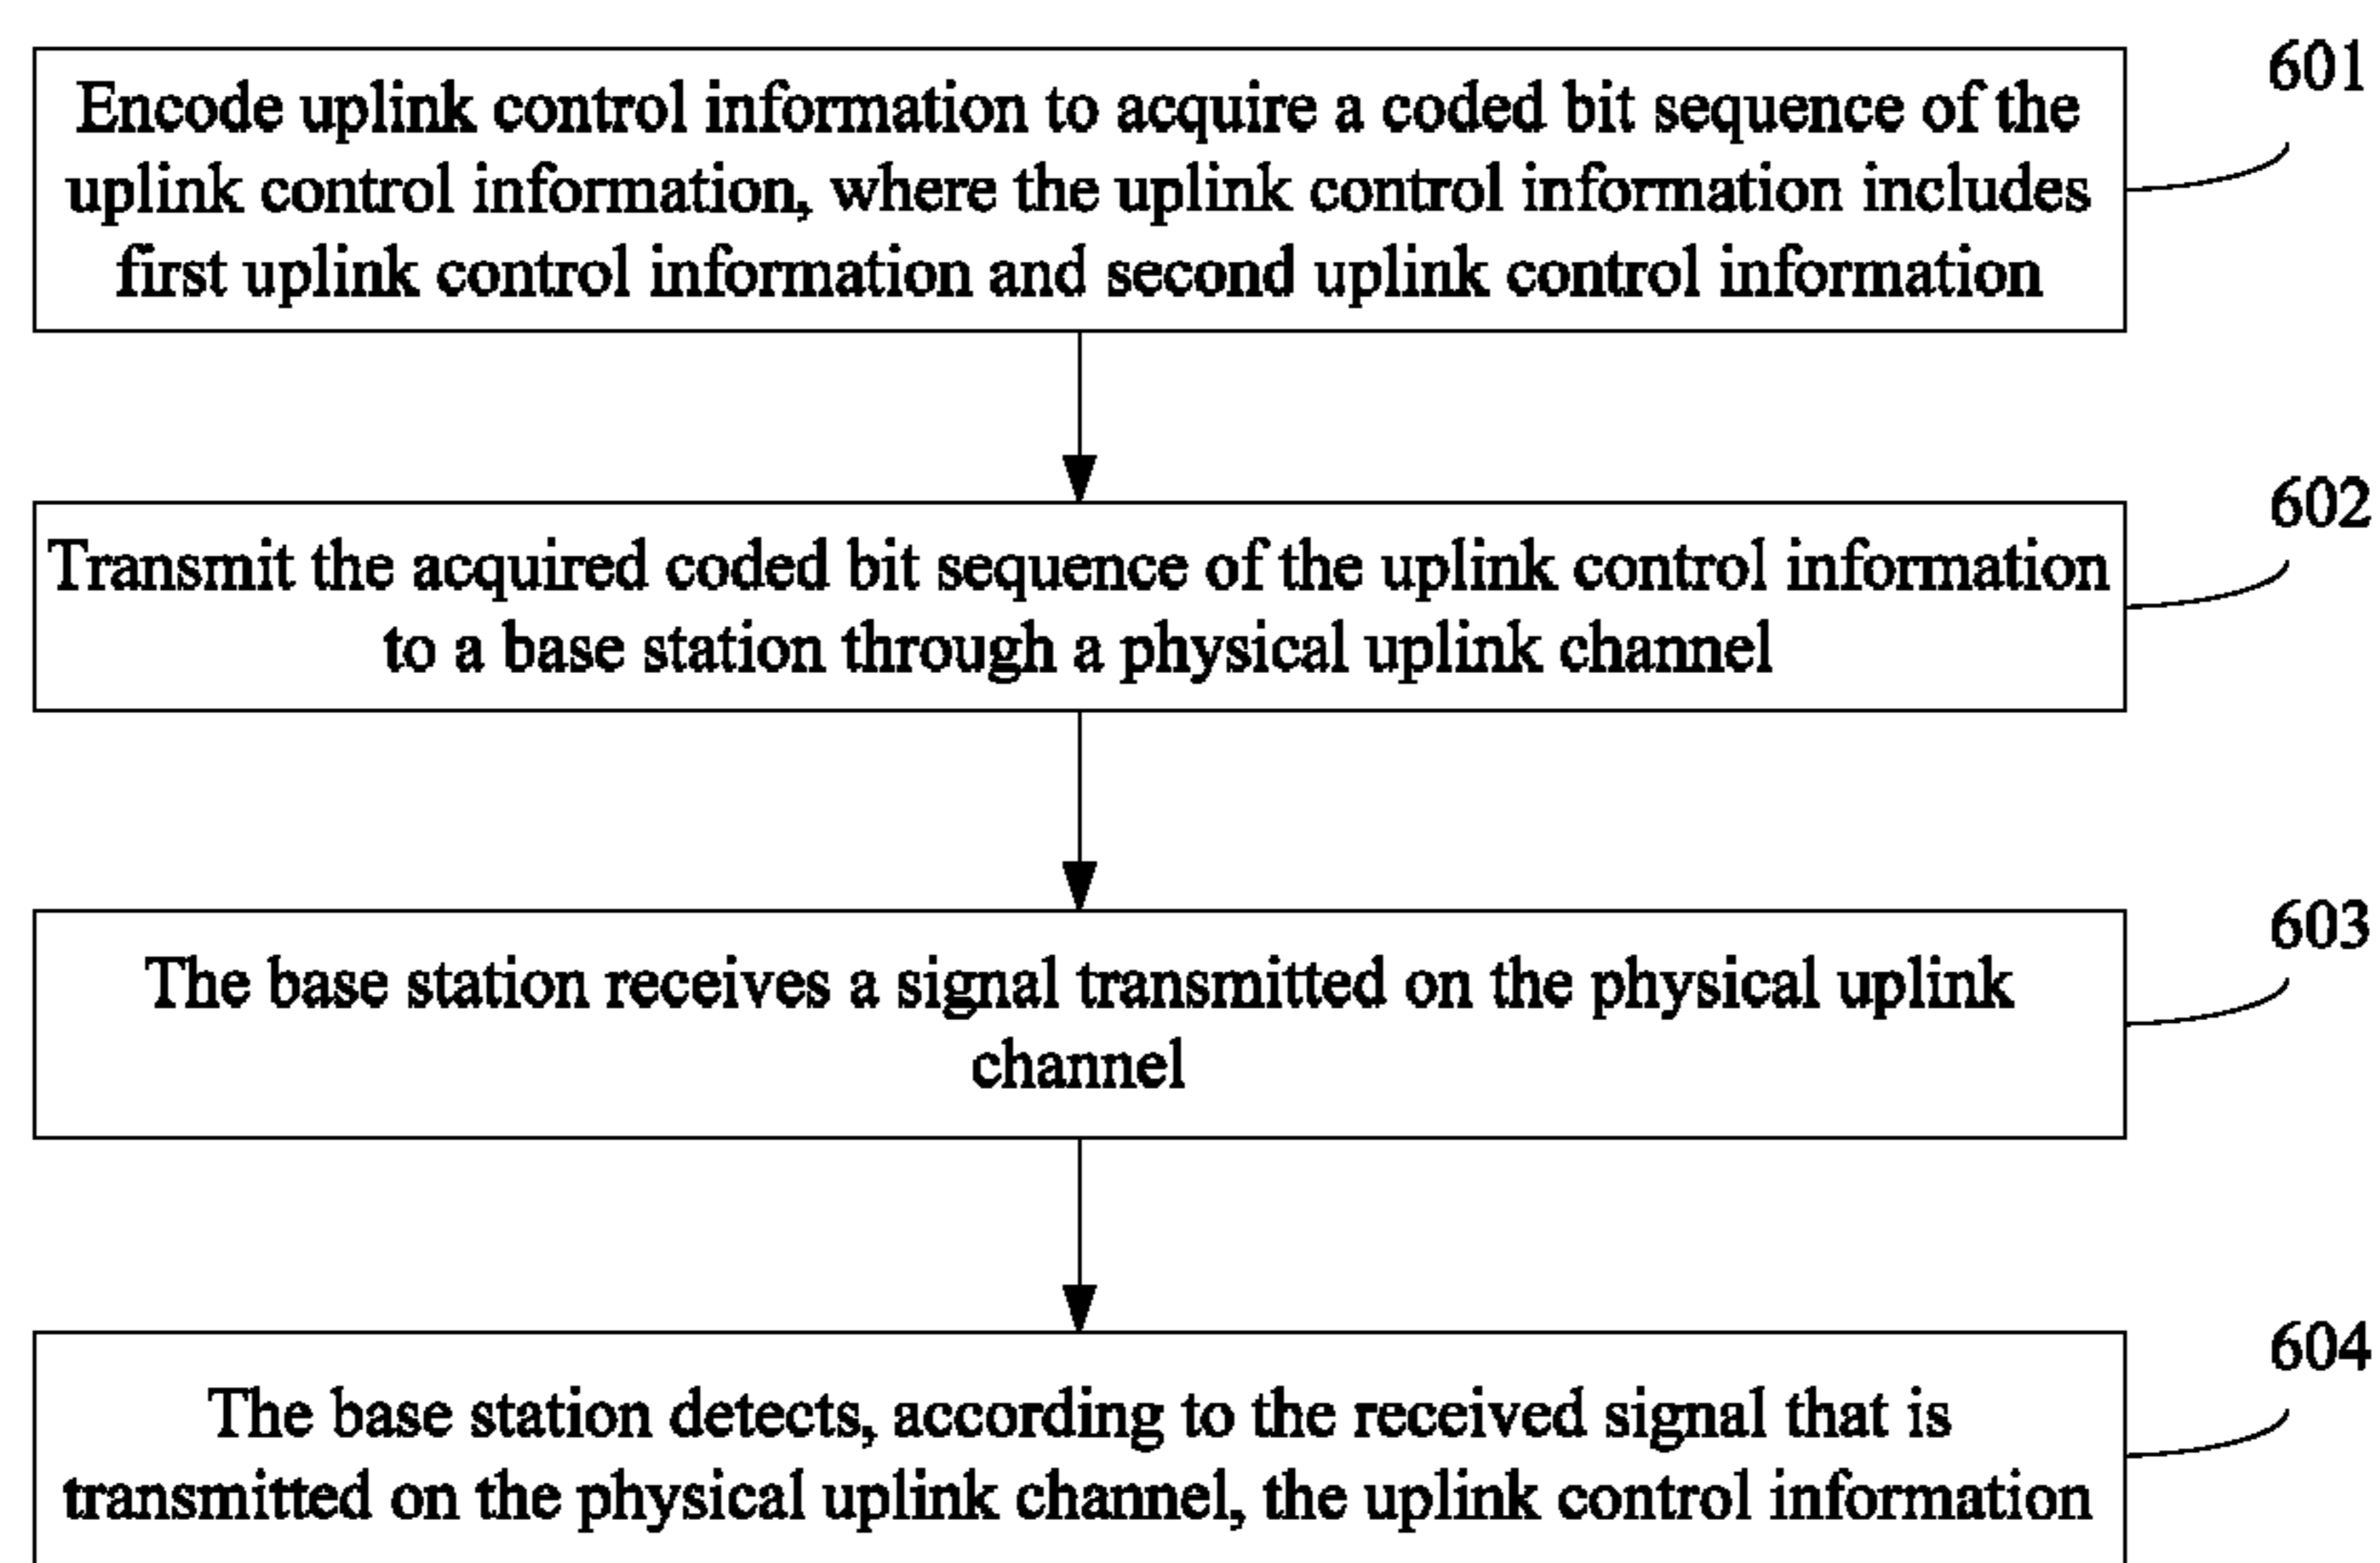 601
Encode uplink control information to acquire a coded bit sequence of the
uplink control information, where the uplink control information includes
first uplink control information and second uplink control information
602
Transmit the acquired coded bit sequence of the uplink control information
to a base station through a physical uplink channel
603
The base station receives a signal transmitted on the physical uplink
channel
604
The base station detects, according to the received signal that is
transmitted on the physical uplink channel, the uplink control information